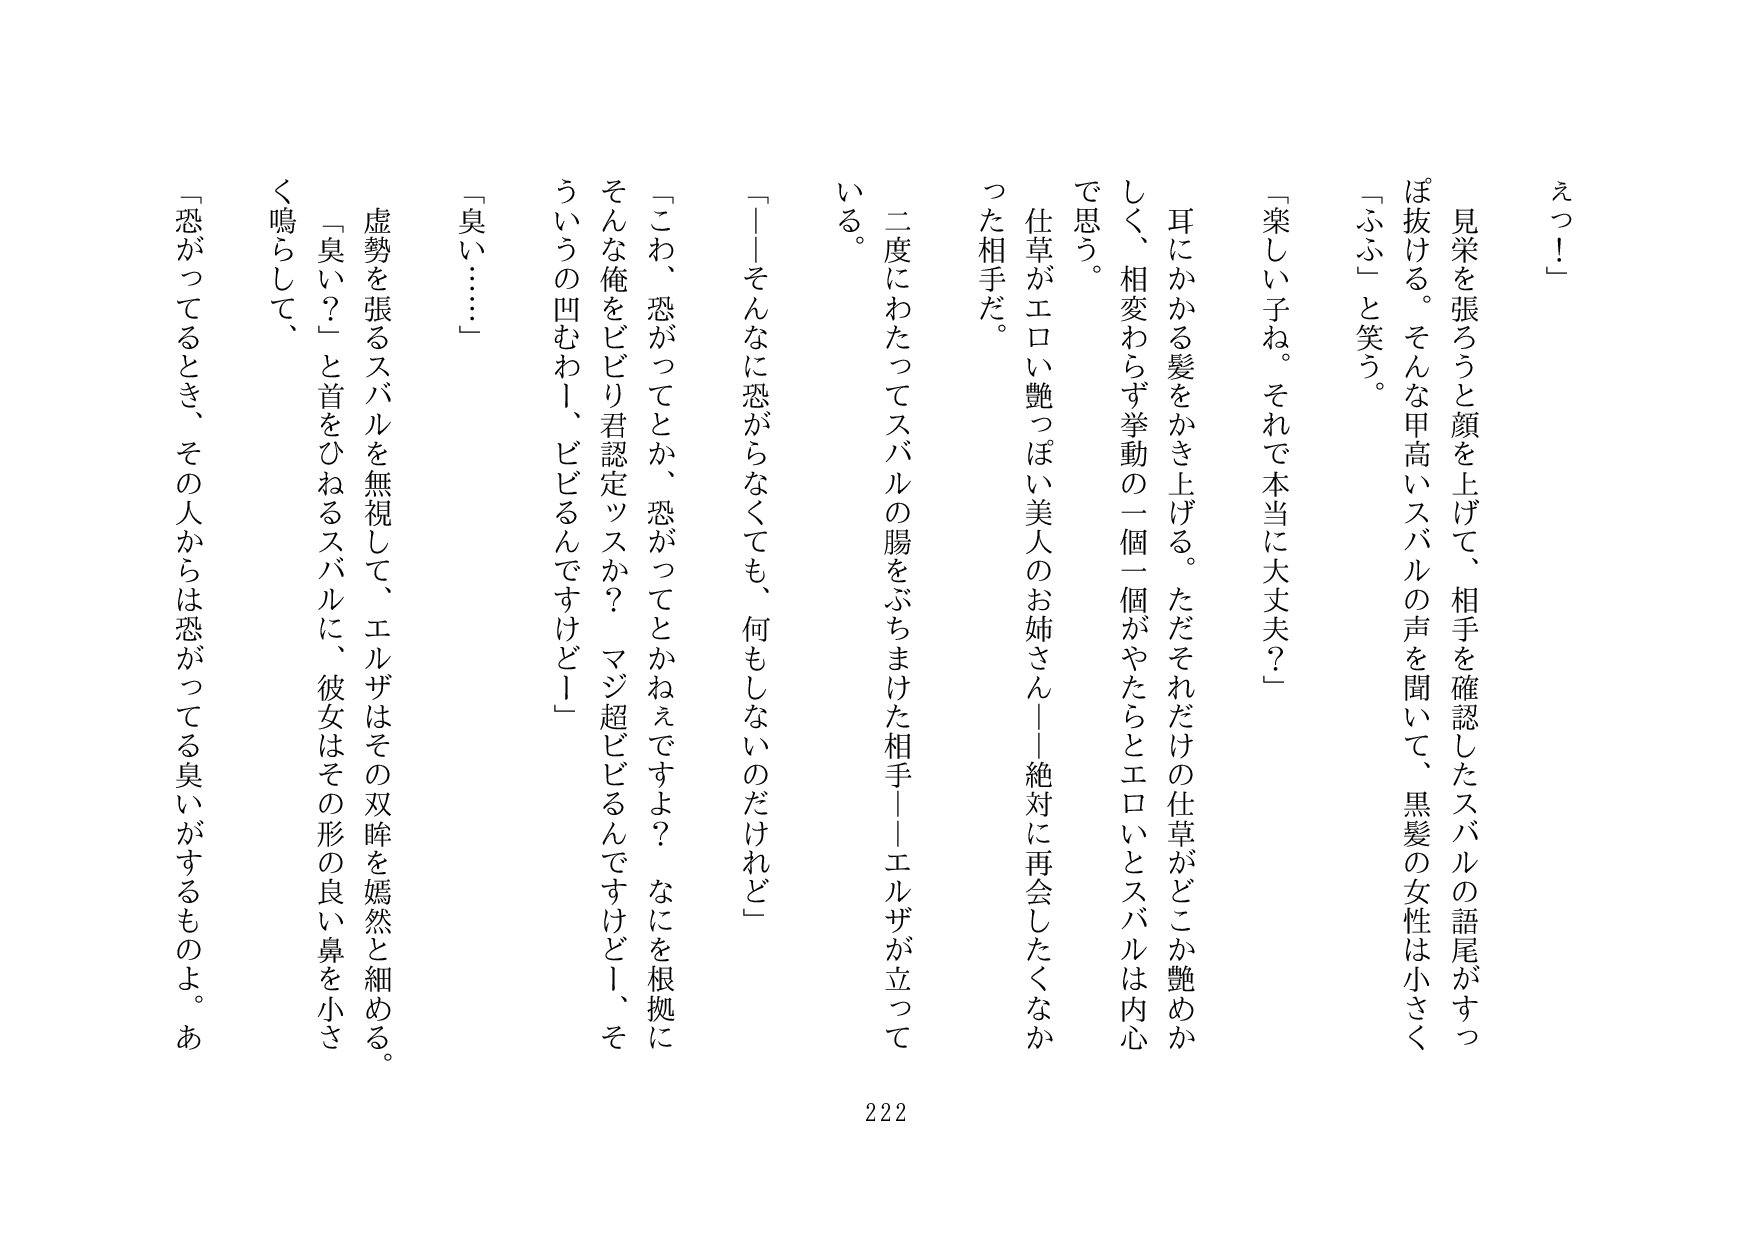 えっ！」
　見栄を張ろうと顔を上げて、相手を確認したスバルの語尾がすっ
ぽ抜ける。そんな甲高いスバルの声を聞いて、黒髪の女性は小さく
「ふふ」と笑う。
「楽しい子ね。それで本当に大丈夫？」
　耳にかかる髪をかき上げる。ただそれだけの仕草がどこか艶めか
しく、相変わらず挙動の一個一個がやたらとエロいとスバルは内心
で思う。
　仕草がエロい艶っぽい美人のお姉さん――絶対に再会したくなか
った相手だ。
　二度にわたってスバルの腸をぶちまけた相手――エルザが立って
いる。
「――そんなに恐がらなくても、何もしないのだけれど」
「こわ、恐がってとか、恐がってとかねぇですよ？　なにを根拠に
そんな俺をビビり君認定ッスか？　マジ超ビビるんですけどー、そ
ういうの凹むわー、ビビるんですけどー」
「臭い……」
　虚勢を張るスバルを無視して、エルザはその双眸を嫣然と細める。
　「臭い？」と首をひねるスバルに、彼女はその形の良い鼻を小さ
く鳴らして、
「恐がってるとき、その人からは恐がってる臭いがするものよ。あ
222